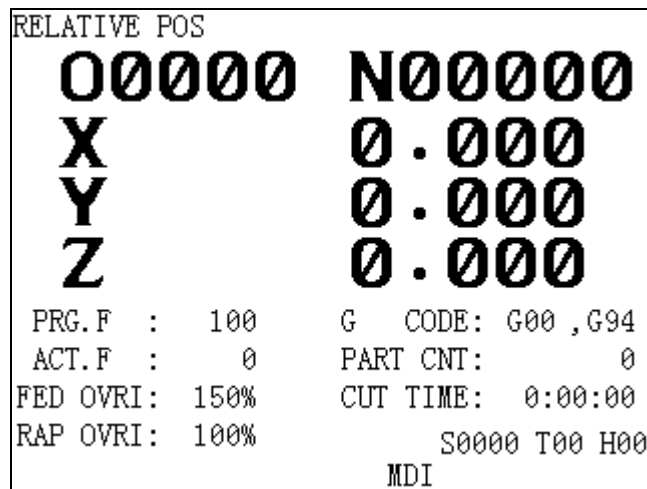 RELATIVE POS
O0000 N00000
X 0.000
Y 0.000
Z 0.000
PRG.F : 100 G CODE: G00 ,G94
ACT.F : 0 PART CNT: 0
FED OVRI: 150% CUT TIME: 0:00:00
RAP OVRI: 100% S0000 T00 H00
MDI